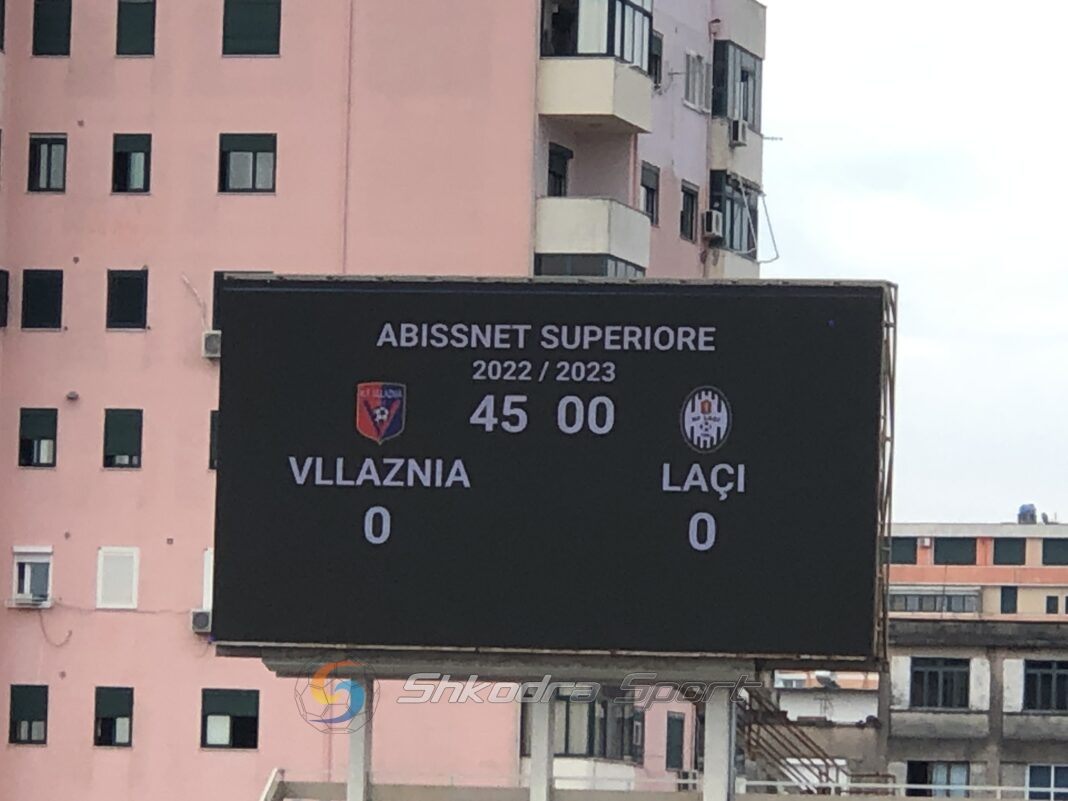 ABISSNET SUPERIORE
2022 / 2023
45 00
VLLAZNIA
LAÇI
0
0
Shkodra Sport